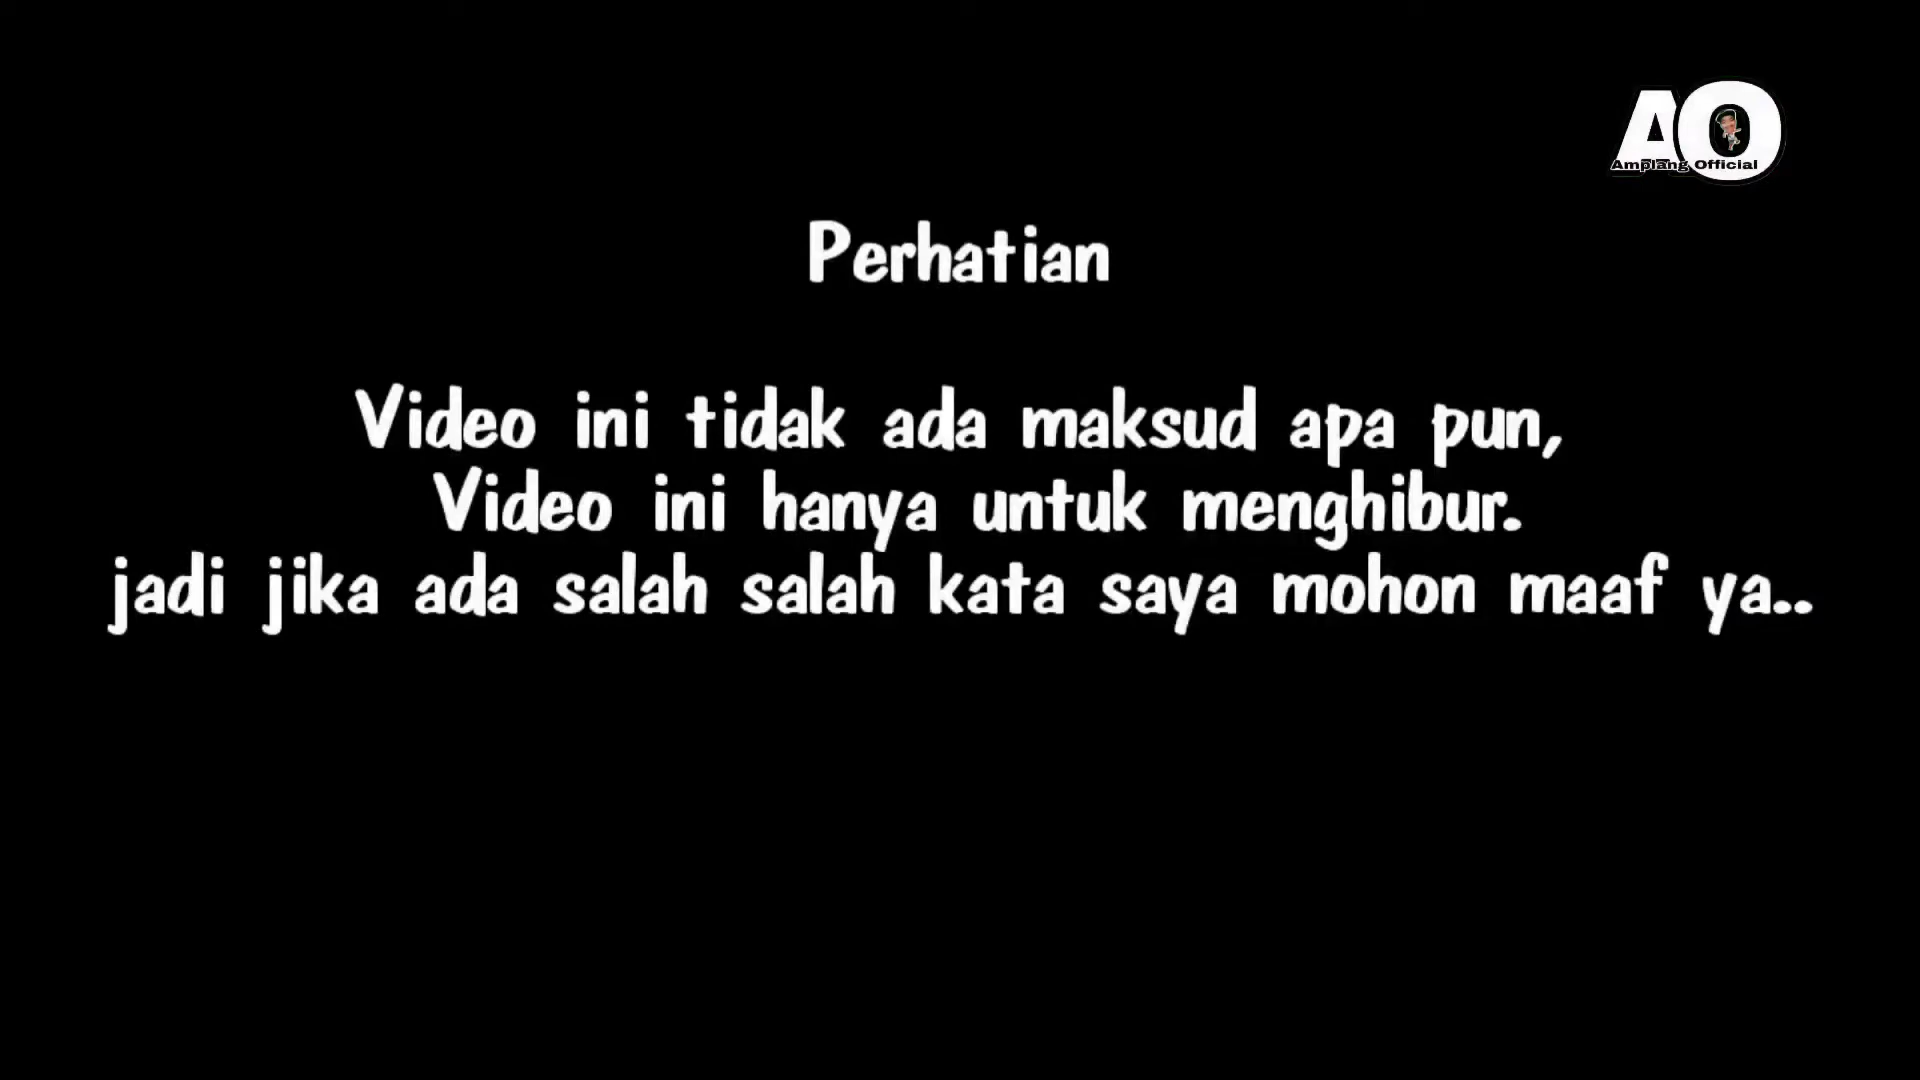 AO
Amplang Official
Perhatian
Video ini tidak ada maksud apa pun,
Video ini hanya untuk menghibur.
jadi jika ada salah salah kata saya mohon maaf ya..